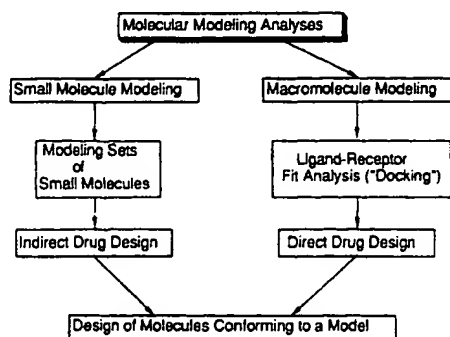 Molecular Modeling Analyses
Small Molecule Modeling
Macromolecule Modeling
Modeling Sets
of
Small Molecules
Ligand-Receptor
Fit Analysis ("Docking")
Indirect Drug Design
Direct Drug Design
Design of Molecules Conforming to a Model